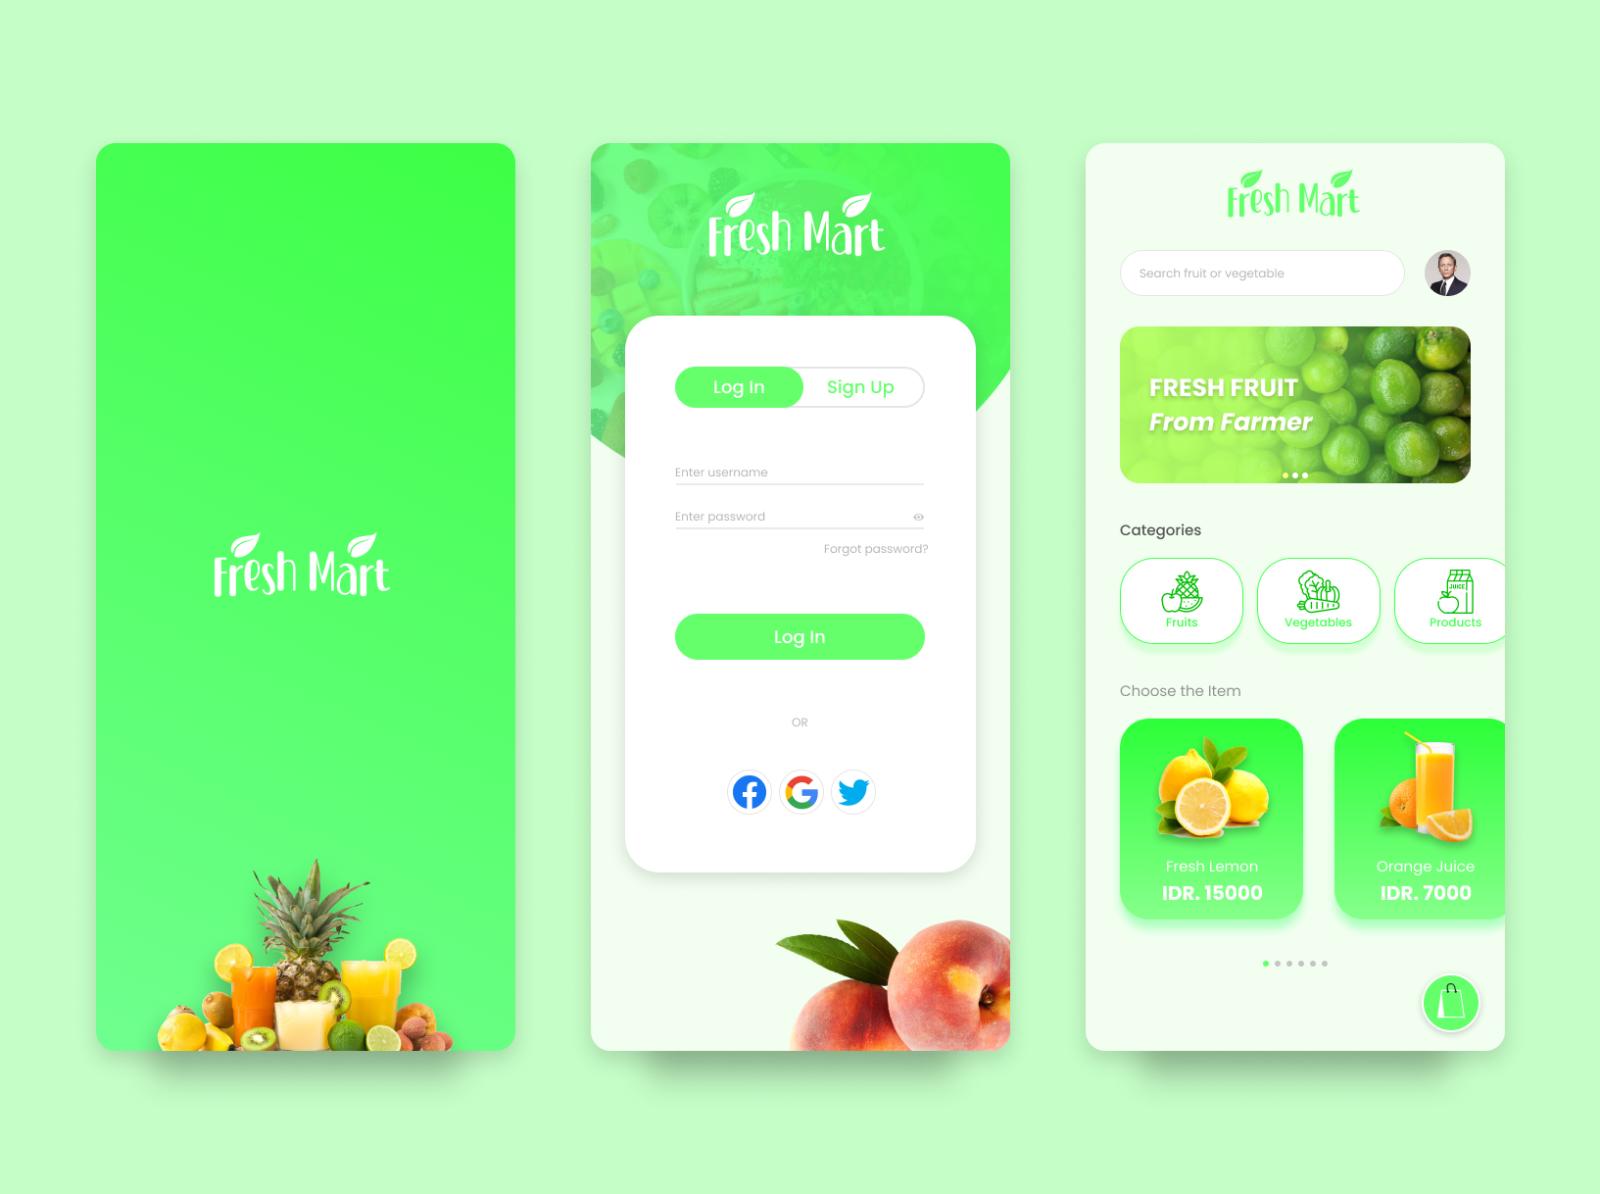 Fresh Mart
Fresh Mart
Log In
Sign Up
Enter username
Enter password
Forgot password?
Log In
OR
Fresh Mart
Search fruit or vegetable
FRESH FRUIT
From Farmer
Categories
JUICE
Fruits
Vegetables
Products
Choose the Item
Fresh Lemon
IDR. 15000
Orange Juice
IDR. 7000